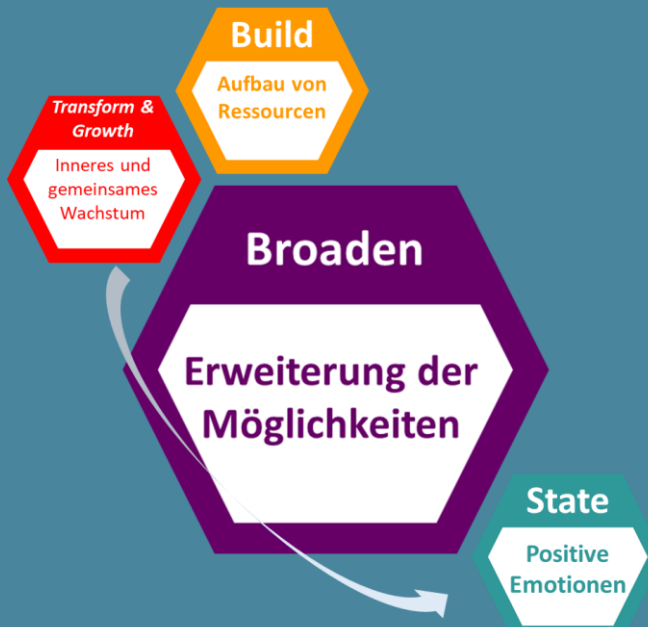 Build
Aufbau von
Ressourcen
Transform &
Growth
Inneres und
gemeinsames
Wachstum
Broaden
Erweiterung der
Möglichkeiten
State
Positive
Emotionen